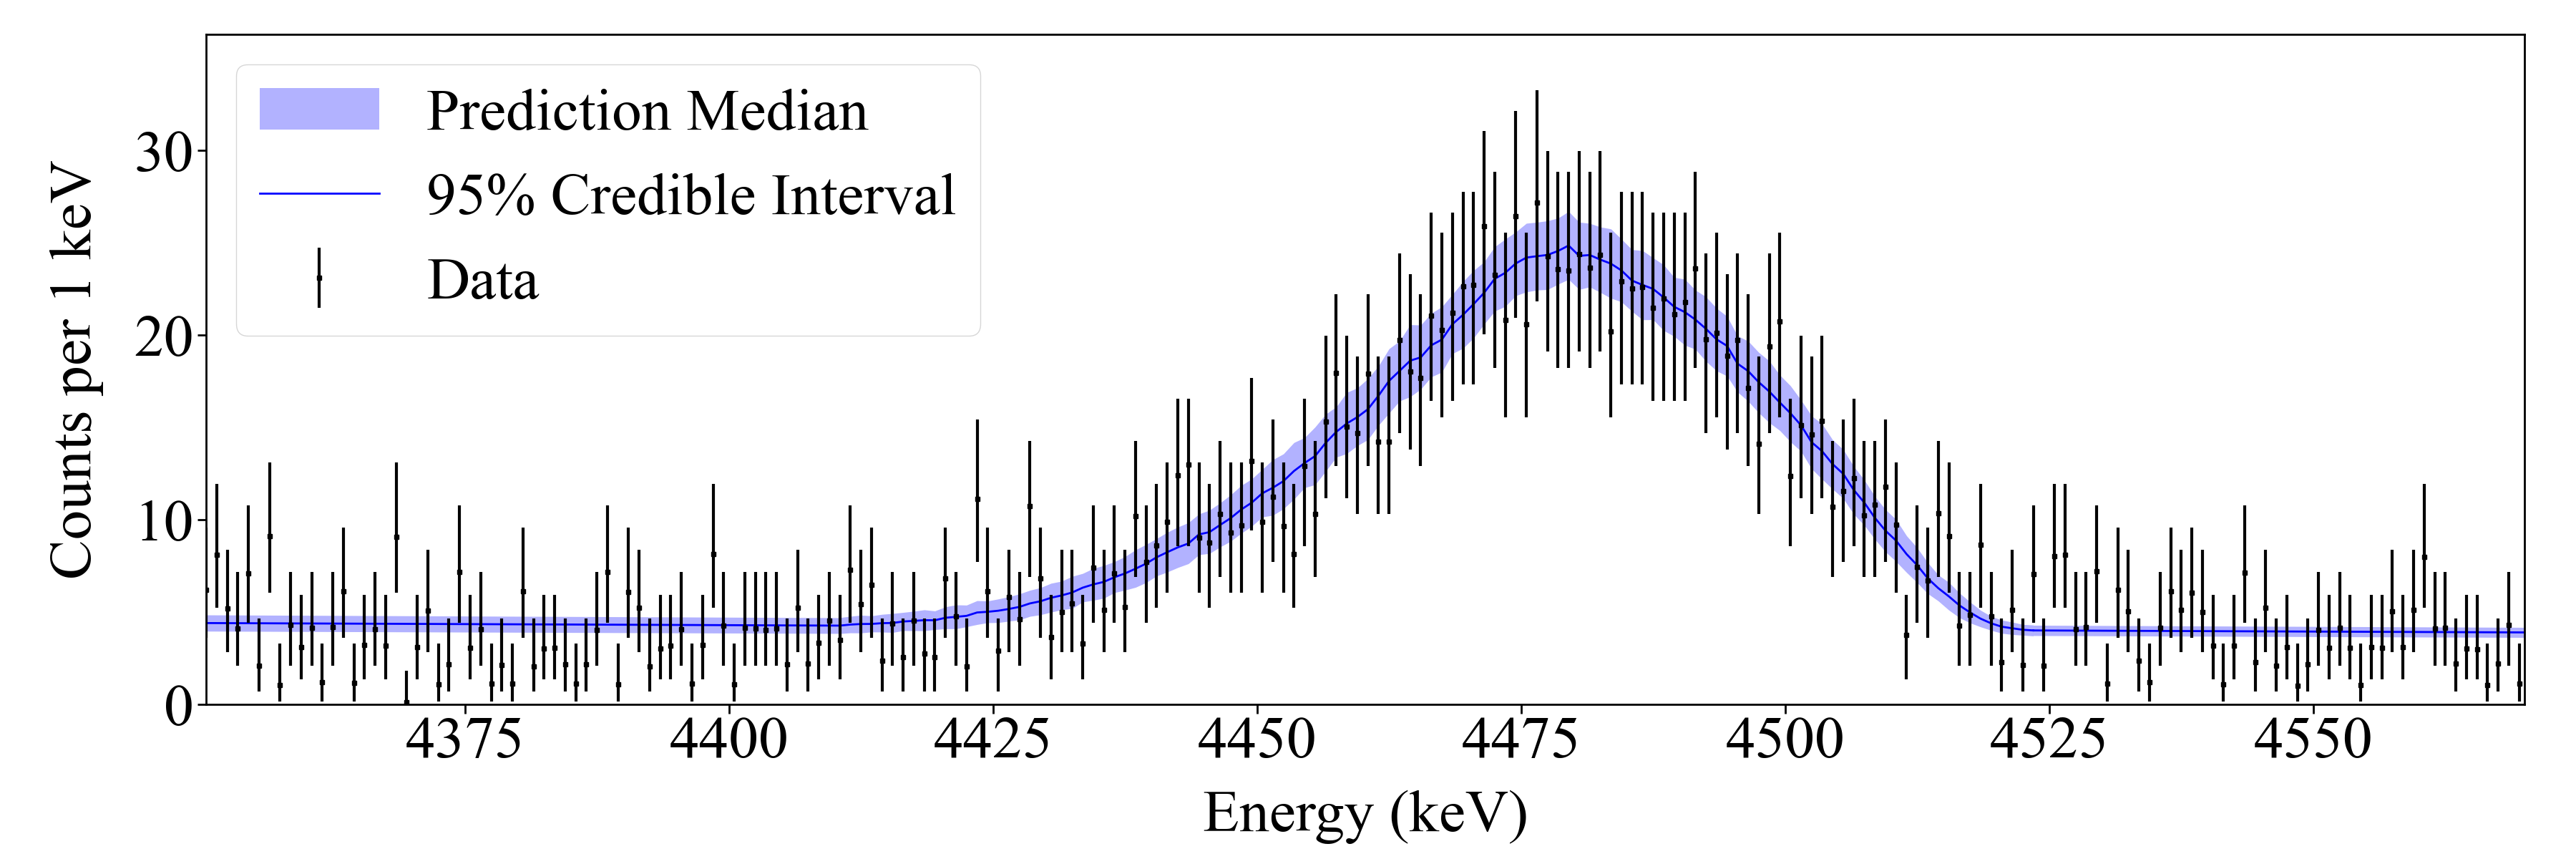 Prediction Median
95% Credible Interval
Data
Counts per 1 keV
30
20
10
0
4375 4400 4425 4450 4475 4500 4525 4550
Energy (keV)